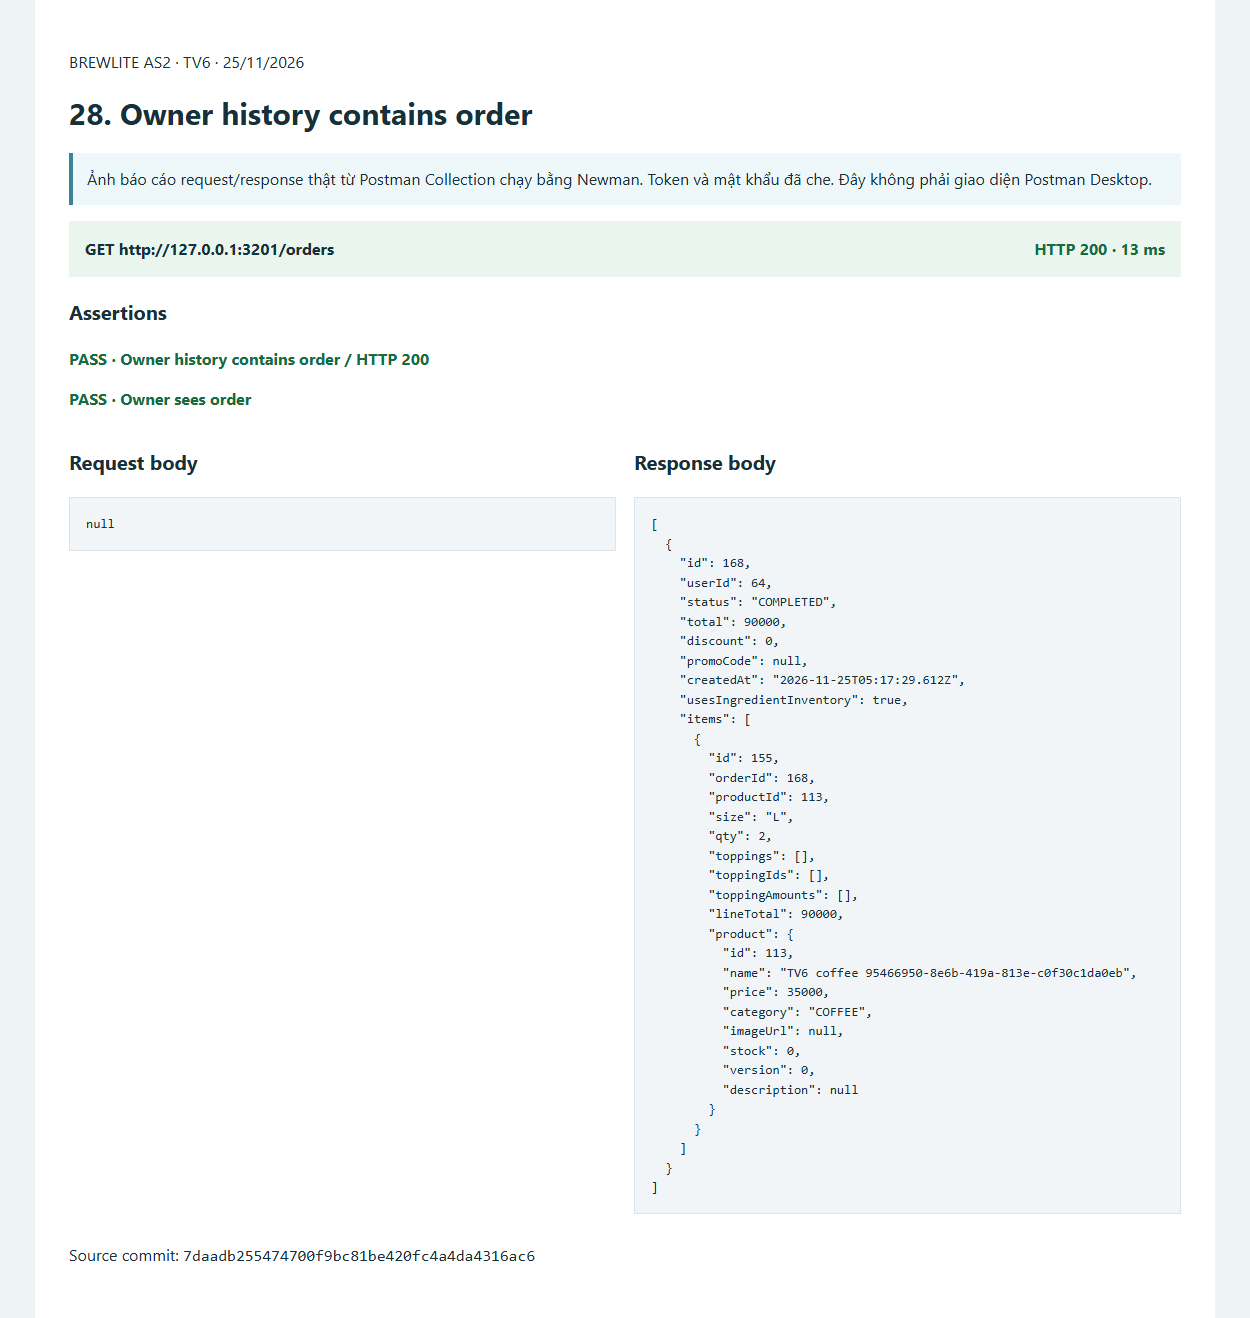 BREWLITE AS2 · TV6 · 25/11/2026
28. Owner history contains order
Ảnh báo cáo request/response thật từ Postman Collection chạy bằng Newman. Token và mật khẩu đã che. Đây không phải giao diện Postman Desktop.
GET http://127.0.0.1:3201/orders
HTTP 200 · 13 ms
Assertions
PASS · Owner history contains order / HTTP 200
PASS · Owner sees order
Request body
null
Response body
[
  {
    "id": 168,
    "userId": 64,
    "status": "COMPLETED",
    "total": 90000,
    "discount": 0,
    "promoCode": null,
    "createdAt": "2026-11-25T05:17:29.612Z",
    "usesIngredientInventory": true,
    "items": [
      {
        "id": 155,
        "orderId": 168,
        "productId": 113,
        "size": "L",
        "qty": 2,
        "toppings": [],
        "toppingIds": [],
        "toppingAmounts": [],
        "lineTotal": 90000,
        "product": {
          "id": 113,
          "name": "TV6 coffee 95466950-8e6b-419a-813e-c0f30c1da0eb",
          "price": 35000,
          "category": "COFFEE",
          "imageUrl": null,
          "stock": 0,
          "version": 0,
          "description": null
        }
      }
    ]
  }
]
Source commit: 7daadb255474700f9bc81be420fc4a4da4316ac6